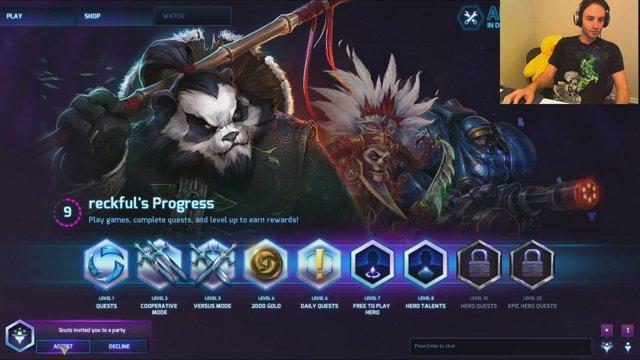 PLAY
SHOP
WATCH
A
IN D
9
reckful's Progress
Play games, complete quests, and level up to earn rewards!
LEVEL 1
QUESTS
LEVEL 2
COOPERATIVE
MODE
LEVEL 3
VERSUS MODE
LEVEL 4
2000 GOLD
LEVEL 6
DAILY QUESTS
LEVEL 7
FREE TO PLAY
HERO
LEVEL 8
HERO TALENTS
LEVEL 10
HERO QUESTS
LEVEL 20
EPIC HERO QUESTS
Snutz invited you to a party
ACCEPT
DECLINE
Press Enter to chat
+
1